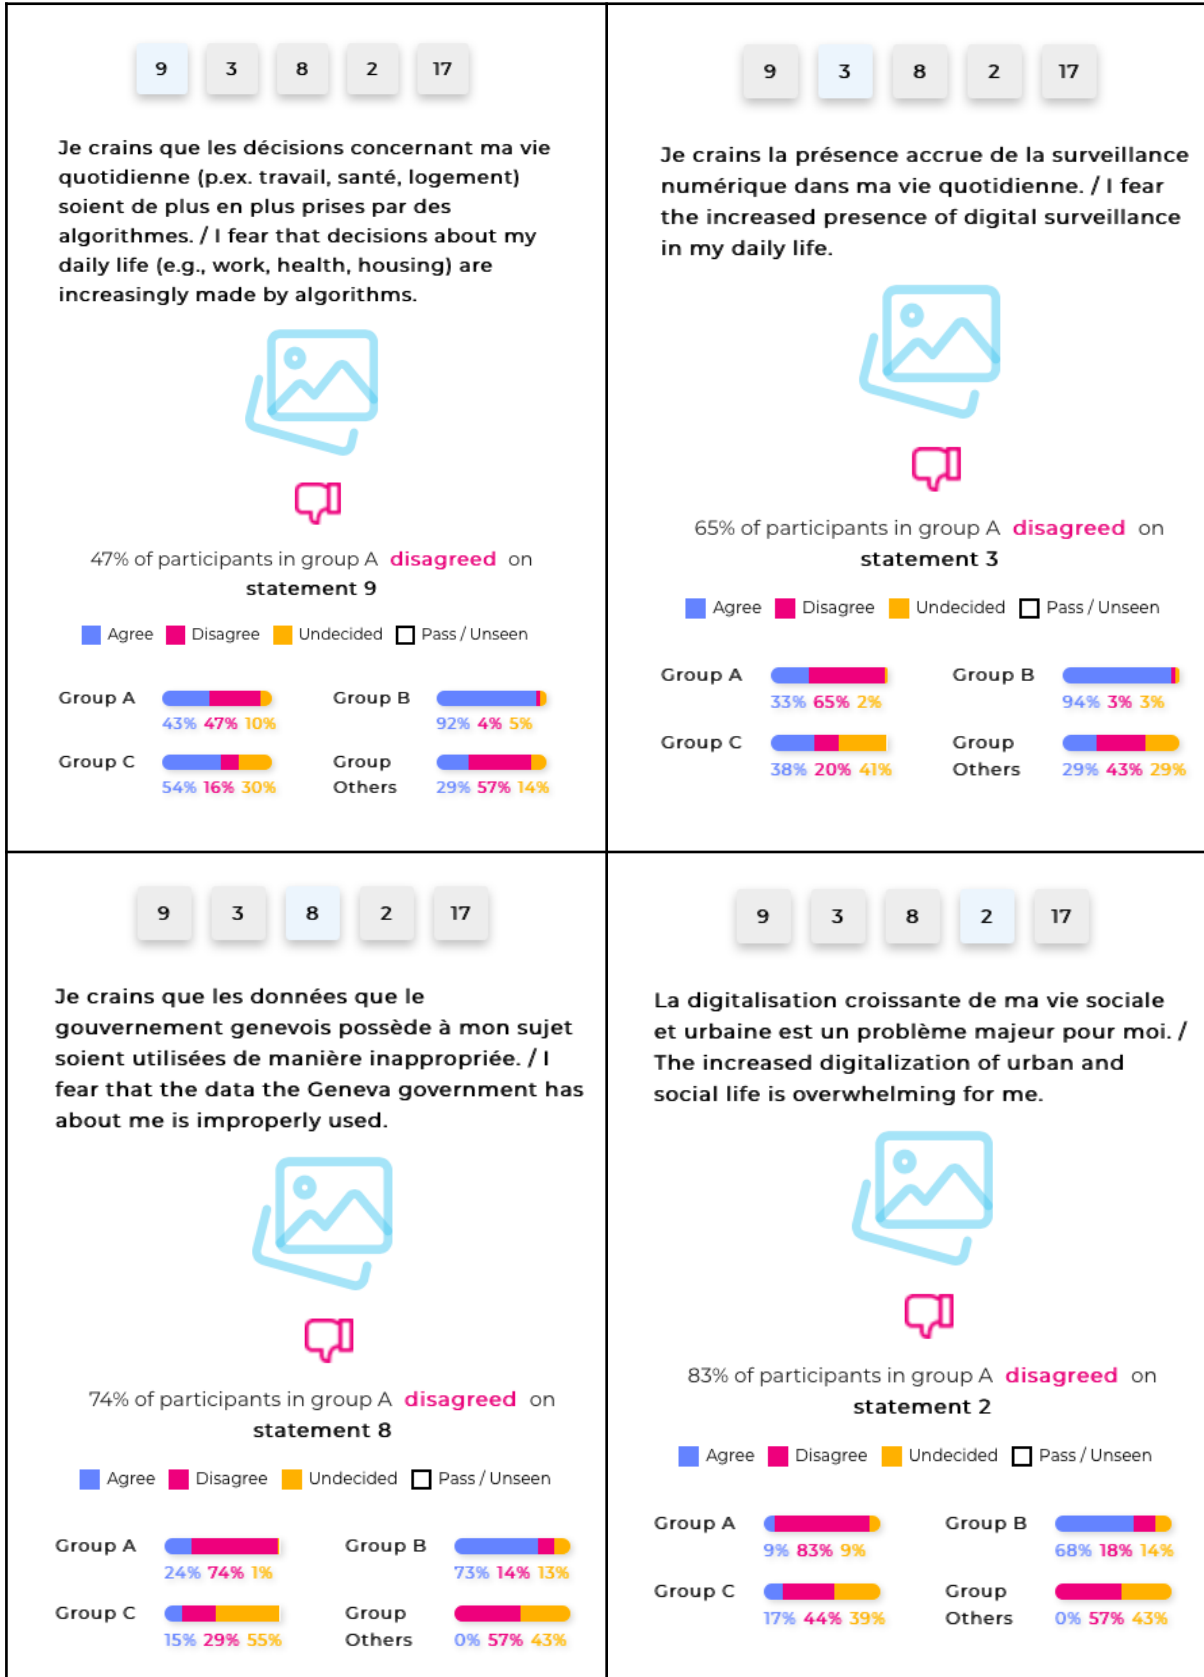 9 3 8 2 17
Je crains que les décisions concernant ma vie
quotidienne (p.ex. travail, santé, logement)
soient de plus en plus prises par des
algorithmes. / I fear that decisions about my
daily life (e.g., work, health, housing) are
increasingly made by algorithms.
47% of participants in group A disagreed on
statement 9
Agree Disagree Undecided Pass / Unseen
Group A Group B
43% 47% 10% 92% 4% 5%
Group C Group
Others
54% 16% 30% 29% 57% 14%
9 3 8 2 17
Je crains la présence accrue de la surveillance
numérique dans ma vie quotidienne. / I fear
the increased presence of digital surveillance
in my daily life.
65% of participants in group A disagreed on
statement 3
Agree Disagree Undecided Pass / Unseen
Group A Group B
33% 65% 2% 94% 3% 3%
Group C Group
Others
38% 20% 41% 29% 43% 29%
9 3 8 2 17
Je crains que les données que le
gouvernement genevois possède à mon sujet
soient utilisées de manière inappropriée. / I
fear that the data the Geneva government has
about me is improperly used.
74% of participants in group A disagreed on
statement 8
Agree Disagree Undecided Pass / Unseen
Group A Group B
24% 74% 1% 73% 14% 13%
Group C Group
Others
15% 29% 55% 0% 57% 43%
9 3 8 2 17
La digitalisation croissante de ma vie sociale
et urbaine est un problème majeur pour moi. /
The increased digitalization of urban and
social life is overwhelming for me.
83% of participants in group A disagreed on
statement 2
Agree Disagree Undecided Pass / Unseen
Group A Group B
9% 83% 9% 68% 18% 14%
Group C Group
Others
17% 44% 39% 0% 57% 43%